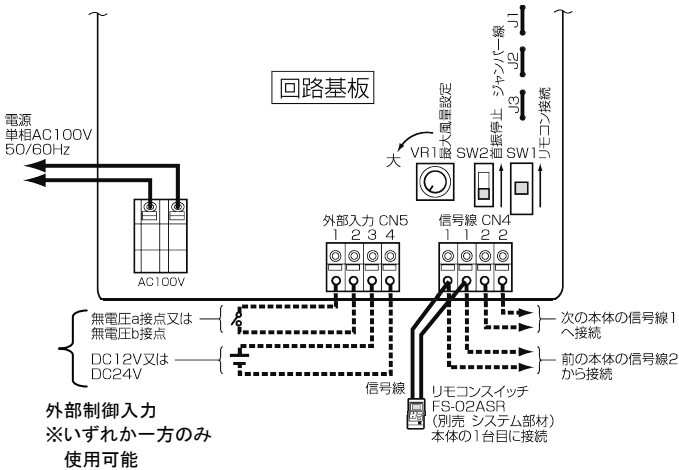 J1
J2
J3
ジャンパー線
回路基板
電源
単相AC100V
50/60Hz
大
VR1
最大風量設定
SW2
首振停止
SW1
リモコン接続
外部入力 CN5
1 2 3 4
信号線 CN4
1 1 2 2
AC100V
無電圧a接点又は
無電圧b接点
DC12V又は
DC24V
外部制御入力
※いずれか一方のみ
使用可能
信号線
リモコンスイッチ
FS-02ASR
(別売 システム部材)
本体の1台目に接続
次の本体の信号線1
へ接続
前の本体の信号線2
から接続